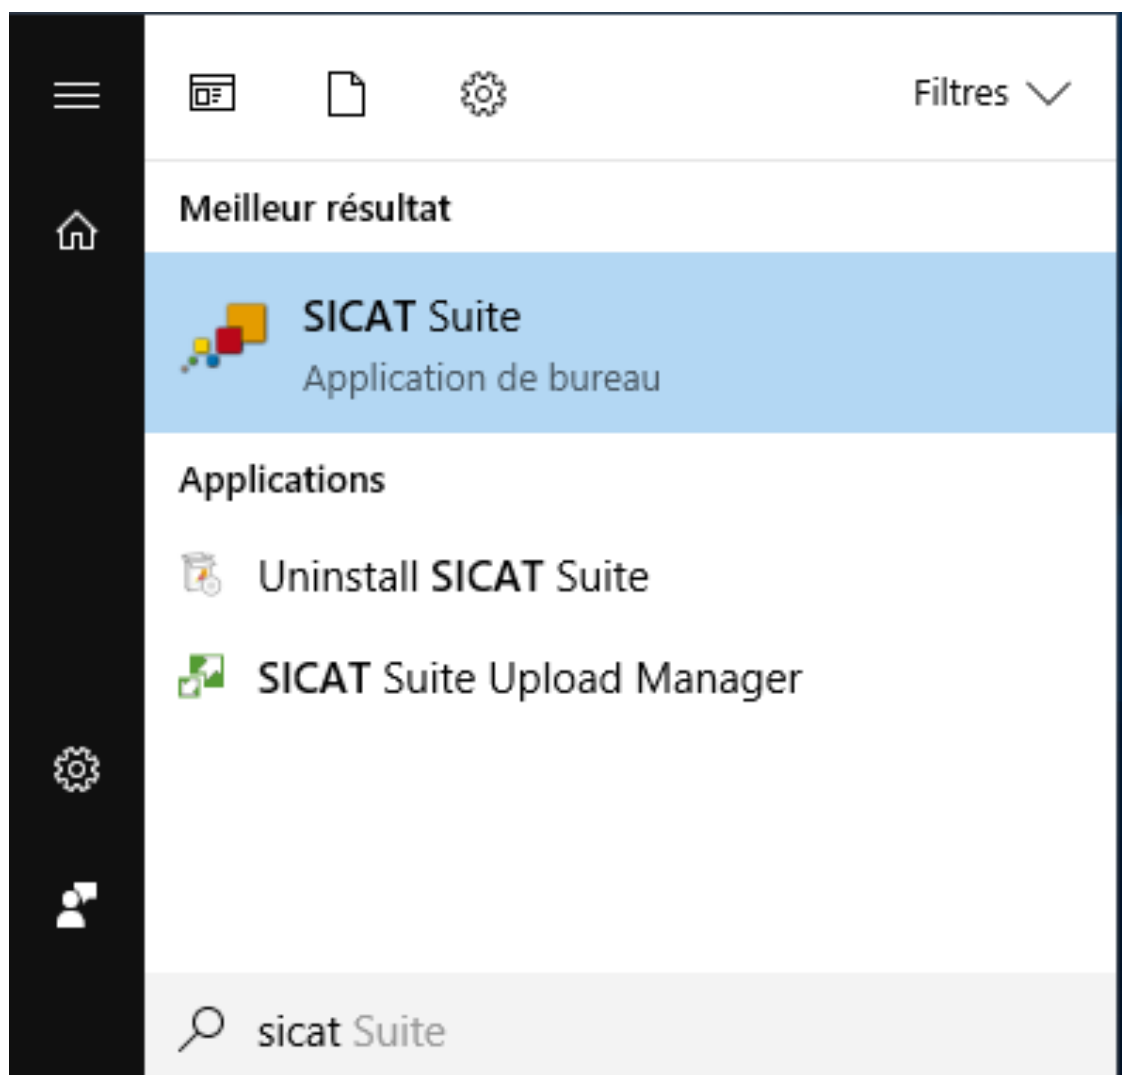 Filtres
Meilleur résultat
SICAT Suite
Application de bureau
Applications
Uninstall SICAT Suite
SICAT Suite Upload Manager
sicat Suite